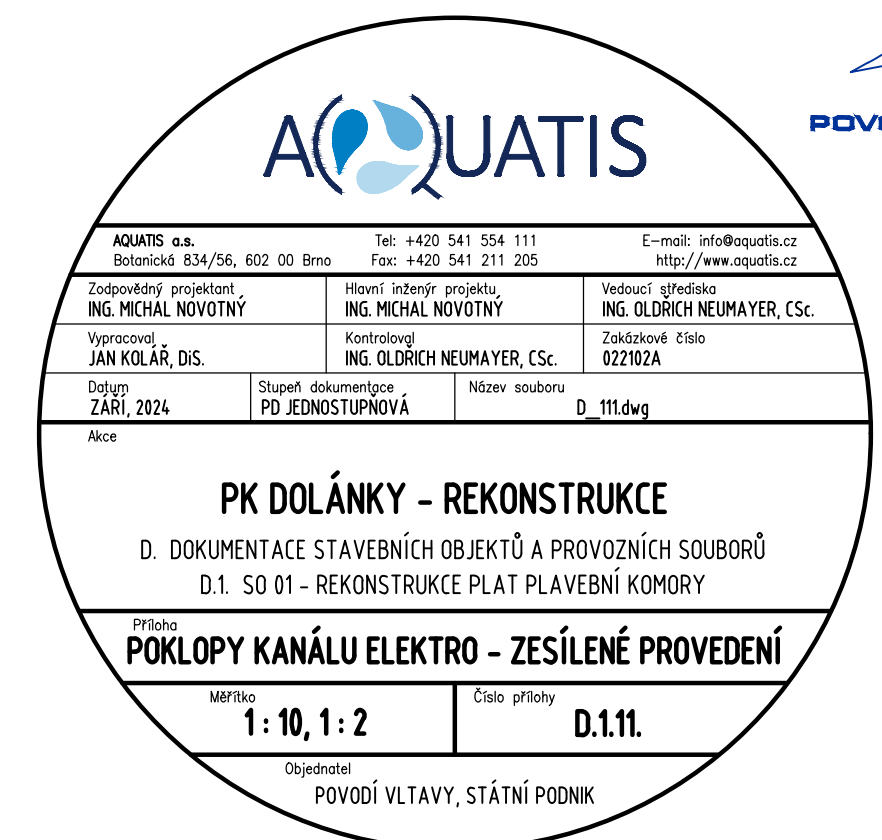 AQUATIS
POV
AQUATIS a.s. Tel: +420 541 554 111 E-mail: info@aquatis.cz
Botanická 834/56, 602 00 Brno Fax: +420 541 211 205 http://www.aquatis.cz
Zodpovědný projektant Hlavní inženýr projektu Vedoucí střediska
ING. MICHAL NOVOTNÝ ING. MICHAL NOVOTNÝ ING. OLDŘICH NEUMAYER, CSc.
Vypracoval Kontroloval Zakázkové číslo
JAN KOLÁŘ, DiS. ING. OLDŘICH NEUMAYER, CSc. 022102A
Datum Stupeň dokumentace Název souboru
ZÁŘÍ, 2024 PD JEDNOSTUPŇOVÁ D_111.dwg
Akce
PK DOLÁNKY - REKONSTRUKCE
D. DOKUMENTACE STAVEBNÍCH OBJEKTŮ A PROVOZNÍCH SOUBORŮ
D.1. SO 01 - REKONSTRUKCE PLAT PLAVEBNÍ KOMORY
Příloha
POKLOPY KANÁLU ELEKTRO - ZESÍLENÉ PROVEDENÍ
Měřítko Číslo přílohy
1 : 10, 1 : 2 D.1.11.
Objednatel
POVODÍ VLTAVY, STÁTNÍ PODNIK